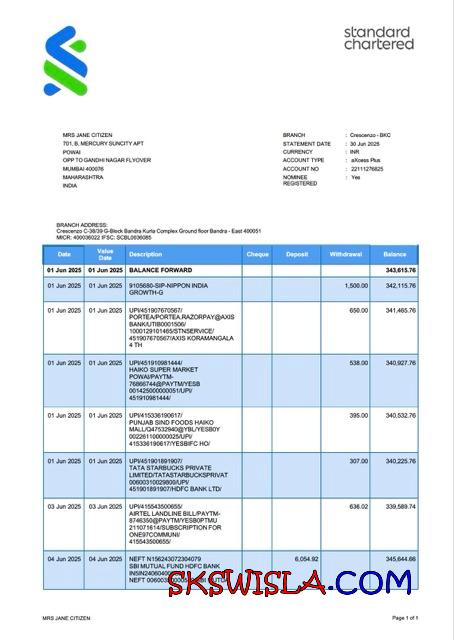 standard
chartered
MRS JANE CITIZEN
701, B, MERCURY SUNCITY APT
POWAI
OPP TO GANDHI NAGAR FLYOVER
MUMBAI 400076
MAHARASHTRA
INDIA
BRANCH : Crescenzo - BKC
STATEMENT DATE : 30 Jun 2025
CURRENCY : INR
ACCOUNT TYPE : aXcess Plus
ACCOUNT NO : 22111276825
NOMINEE : Yes
REGISTERED
BRANCH ADDRESS:
Crescenzo C-38/39 G-Block Bandra Kurla Complex Ground floor Bandra - East 400051
MICR: 400036022 IFSC: SCBL0036085
Date Value Date Description Cheque Deposit Withdrawal Balance
01 Jun 2025 01 Jun 2025 BALANCE FORWARD 343,615.76
01 Jun 2025 01 Jun 2025 9105680-SIP-NIPPON INDIA 1,500.00 342,115.76
GROWTH-G
01 Jun 2025 01 Jun 2025 UPI/451907670567/ 650.00 341,465.76
PORTEA/PORTEA.RAZORPAY@AXIS
BANK/UTIB0001506/
1000129101465/STNSERVICE/
451907670567/AXIS KORAMANGALA
4 TH
01 Jun 2025 01 Jun 2025 UPI/451910981444/ 538.00 340,927.76
HAIKO SUPER MARKET
POWAI/PAYTM-
76866744@PAYTM/YESB
001425000000051/UPI/
451910981444/
01 Jun 2025 01 Jun 2025 UPI/415336190617/ 395.00 340,532.76
PUNJAB SIND FOODS HAIKO
MALL/Q47532940@YBL/YESB0Y
002261100000025/UPI/
415336190617/YESBIFC HO/
01 Jun 2025 01 Jun 2025 UPI/451901891907/ 307.00 340,225.76
TATA STARBUCKS PRIVATE
LIMITED/TATASTARBUCKSPRIVAT
00600310029800/UPI/
451901891907/HDFC BANK LTD/
03 Jun 2025 03 Jun 2025 UPI/415543500655/ 636.02 339,589.74
AIRTEL LANDLINE BILL/PAYTM-
8746350@PAYTM/YESB0PTMU
211071614/SUBSCRIPTION FOR
ONE97COMMUNI/
415543500655/
04 Jun 2025 04 Jun 2025 NEFT N156243072304079 6,054.92 345,644.66
SBI MUTUAL FUND HDFC BANK
SKSWISLA.COM
MRS JANE CITIZEN
Page 1 of 1